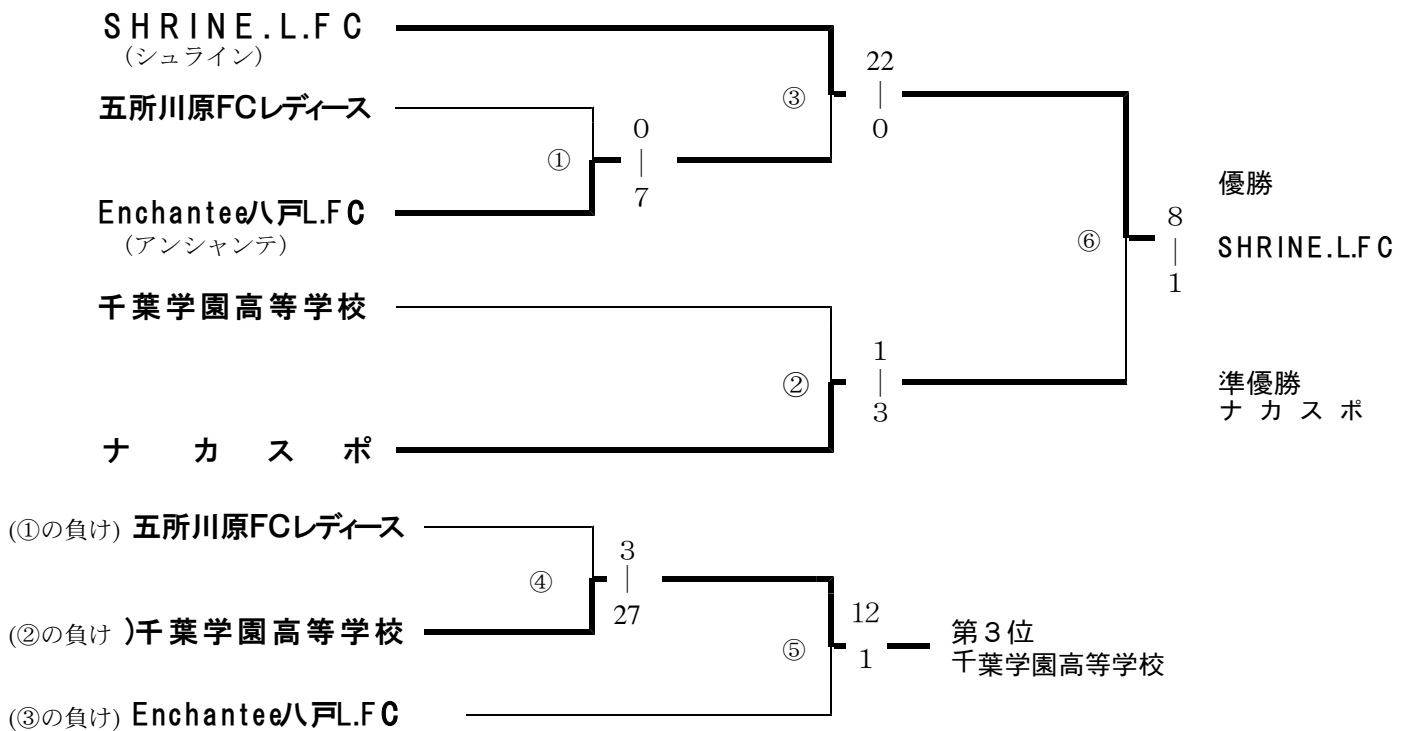 SHRINE.L.FC
（シュライン）
五所川原FCレディース
Enchantee八戸L.FC
（アンシャンテ）
千葉学園高等学校
ナカスポ
①
0
|
7
③
22
|
0
②
1
|
3
⑥
8
|
1
優勝
SHRINE.L.FC
準優勝
ナカスポ
(①の負け) 五所川原FCレディース
(②の負け )千葉学園高等学校
(③の負け) Enchantee八戸L.FC
④
3
|
27
⑤
12
1
第３位
千葉学園高等学校